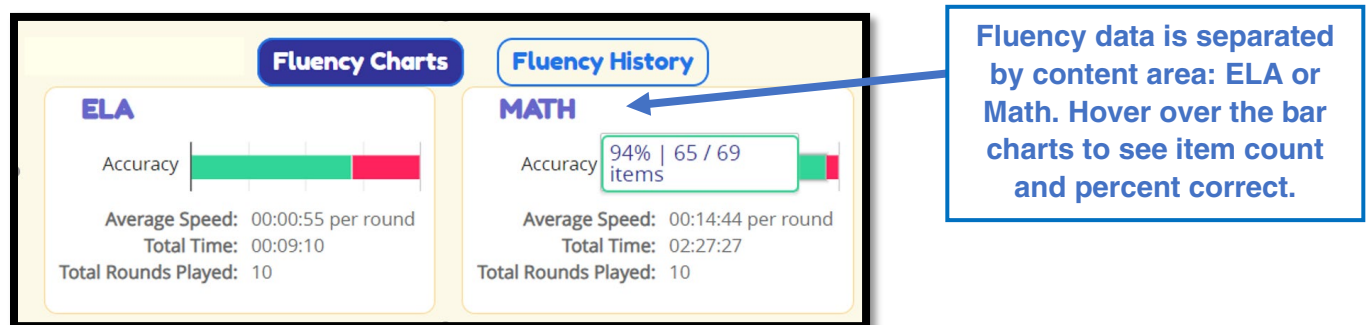 Fluency Charts
Fluency History
ELA
Accuracy
Average Speed: 00:00:55 per round
Total Time: 00:09:10
Total Rounds Played: 10
MATH
Accuracy
94% | 65 / 69
items
Average Speed: 00:14:44 per round
Total Time: 02:27:27
Total Rounds Played: 10
Fluency data is separated
by content area: ELA or
Math. Hover over the bar
charts to see item count
and percent correct.